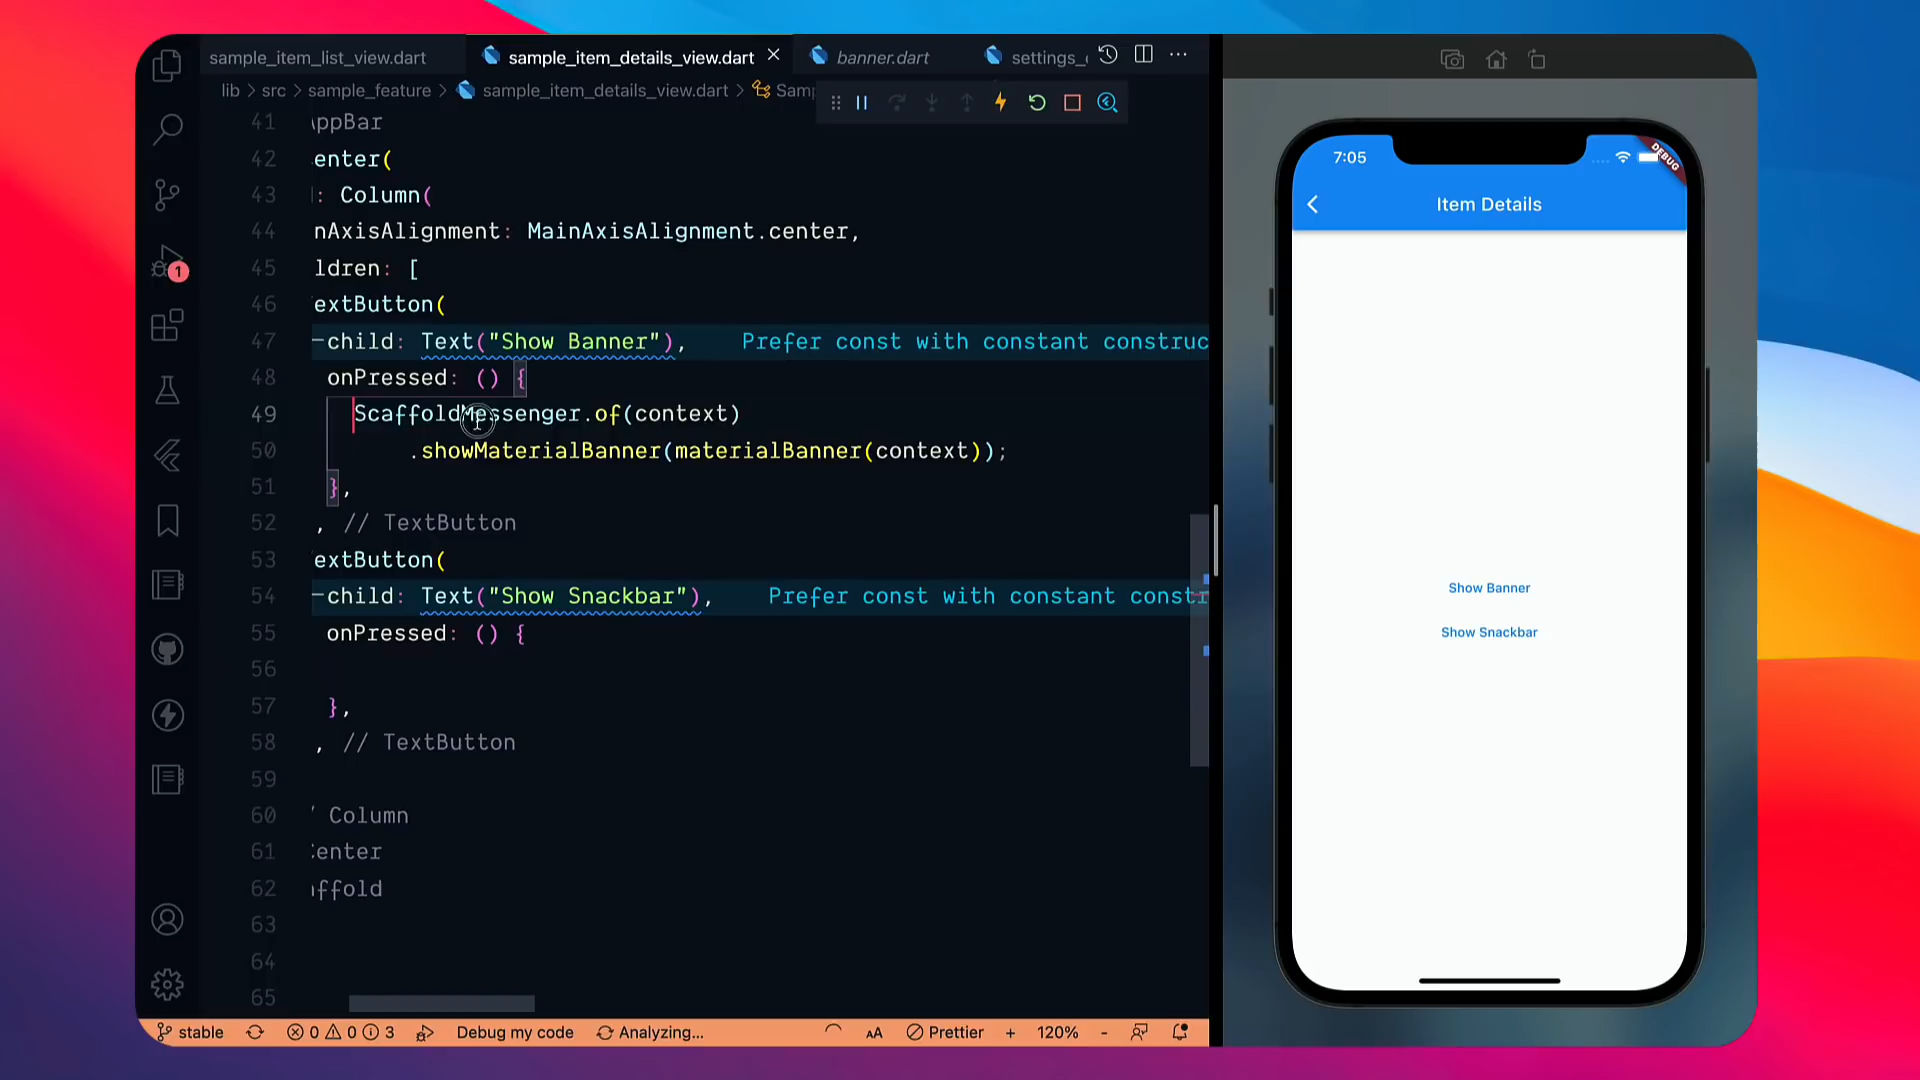 sample_item_list_view.dart
sample_item_details_view.dart
banner.dart
settings_
lib > src > sample_feature > sample_item_details_view.dart > Samp
41 AppBar
42 enter(
43 : Column(
44 nAxisAlignment: MainAxisAlignment.center,
45 ldren: [
46 extButton(
47 child: Text("Show Banner"), Prefer const with constant construc
48 onPressed: () {
49 ScaffoldMessenger.of(context)
50 .showMaterialBanner(materialBanner(context));
51 },
52 , // TextButton
53 extButton(
54 child: Text("Show Snackbar"), Prefer const with constant constr
55 onPressed: () {
56
57 },
58 , // TextButton
59
60 Column
61 Center
62 ffold
63
64
65
1
stable
0 0 3
Debug my code
Analyzing...
AA
Prettier
+ 120% -
7:05
DEBUG
Item Details
Show Banner
Show Snackbar